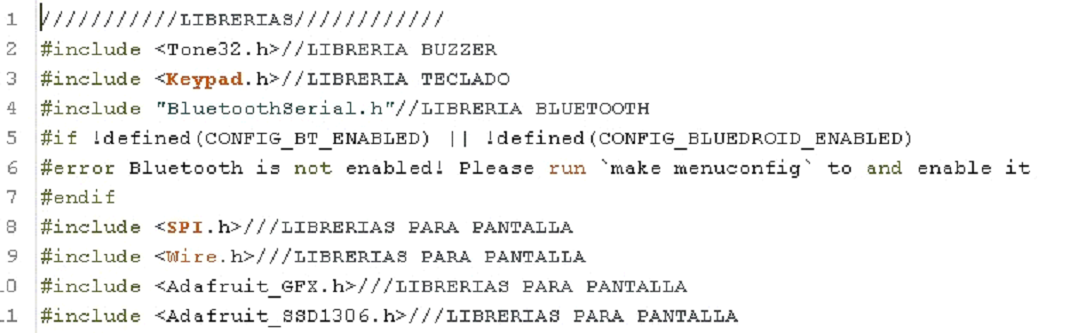 1 ///////////LIBRERIAS////////////
2 #include <Tone32.h>//LIBRERIA BUZZER
3 #include <Keypad.h>//LIBRERIA TECLADO
4 #include "BluetoothSerial.h"//LIBRERIA BLUETOOTH
5 #if !defined(CONFIG_BT_ENABLED) || !defined(CONFIG_BLUEDROID_ENABLED)
6 #error Bluetooth is not enabled! Please run `make menuconfig` to and enable it
7 #endif
8 #include <SPI.h>///LIBRERIAS PARA PANTALLA
9 #include <Wire.h>///LIBRERIAS PARA PANTALLA
.0 #include <Adafruit_GFX.h>///LIBRERIAS PARA PANTALLA
.1 #include <Adafruit_SSD1306.h>///LIBRERIAS PARA PANTALLA